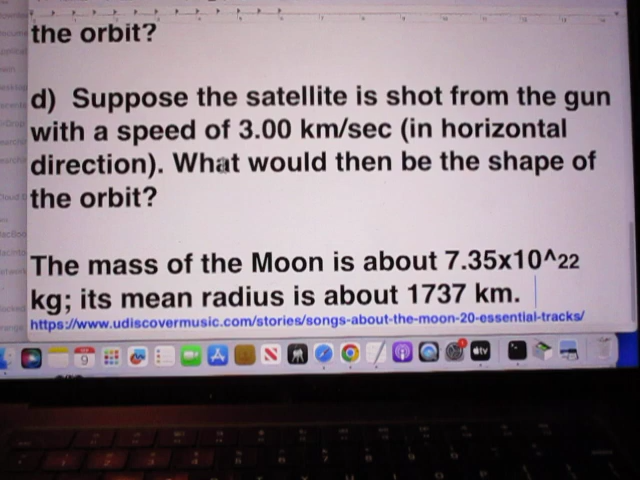 the orbit?
d) Suppose the satellite is shot from the gun
with a speed of 3.00 km/sec (in horizontal
direction). What would then be the shape of
the orbit?
The mass of the Moon is about 7.35x10^22
kg; its mean radius is about 1737 km.
https://www.udiscovermusic.com/stories/songs-about-the-moon-20-essential-tracks/
9
tv